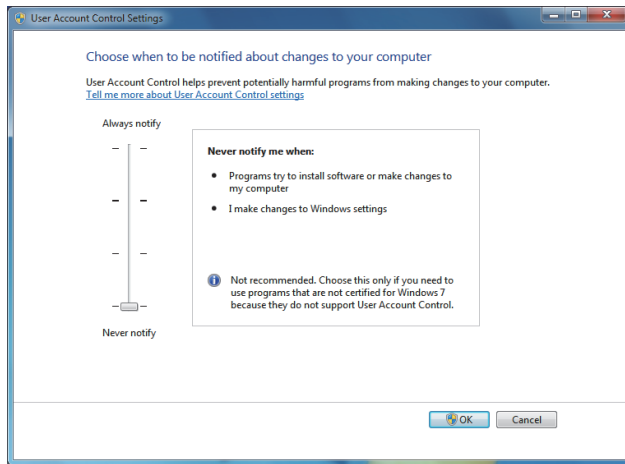 User Account Control Settings
Choose when to be notified about changes to your computer
User Account Control helps prevent potentially harmful programs from making changes to your computer.
Tell me more about User Account Control settings
Always notify
Never notify me when:
• Programs try to install software or make changes to
my computer
• I make changes to Windows settings
Not recommended. Choose this only if you need to
use programs that are not certified for Windows 7
because they do not support User Account Control.
Never notify
OK
Cancel